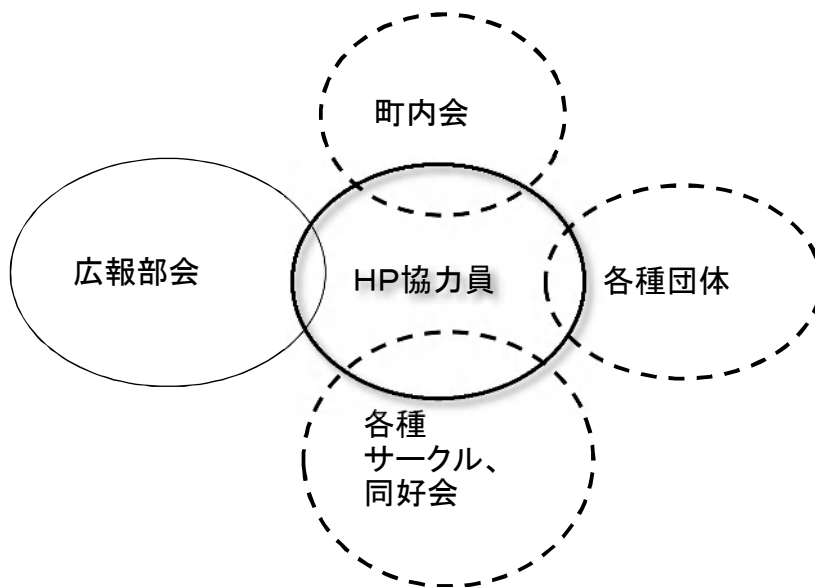 町内会
広報部会
HP協力員
各種団体
各種
サークル、
同好会